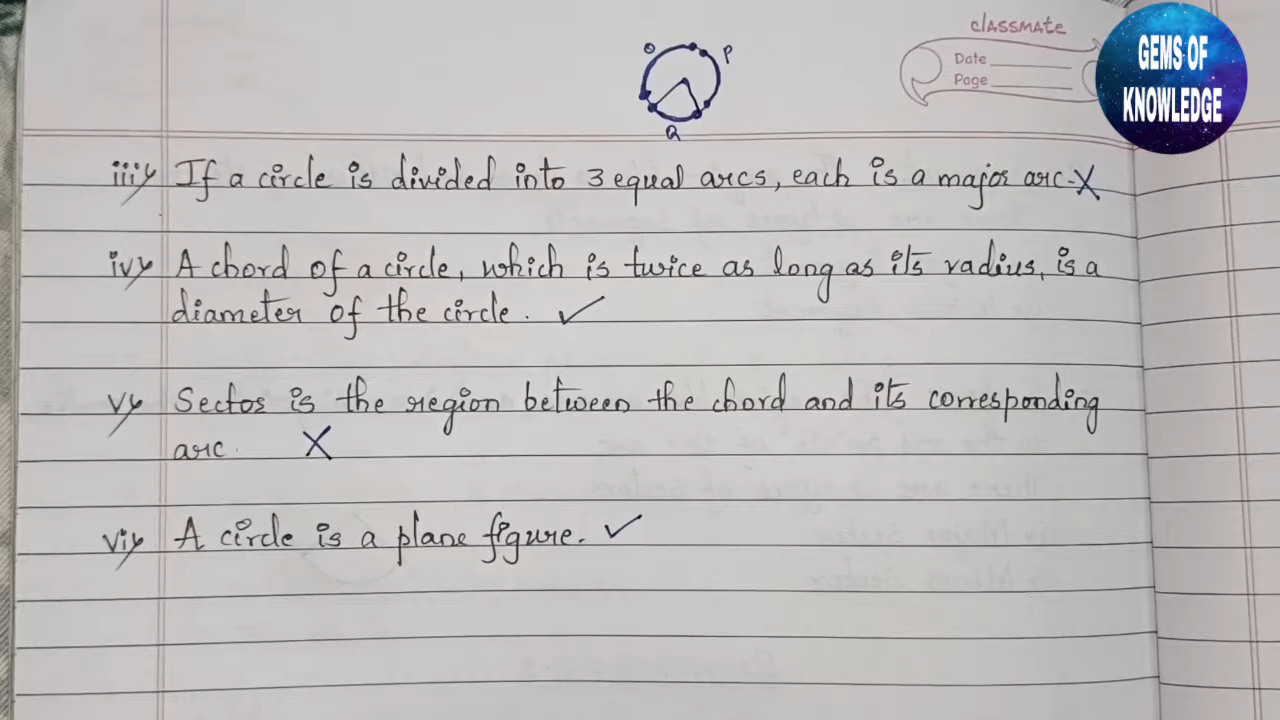 classmate
Date
Page
GEMS OF
KNOWLEDGE
O
P
Q
iii) If a circle is divided into 3 equal arcs, each is a major arc. X
iv) A chord of a circle, which is twice as long as its radius, is a
diameter of the circle. ✓
v) Sector is the region between the chord and its corresponding
arc. X
vi) A circle is a plane figure. ✓